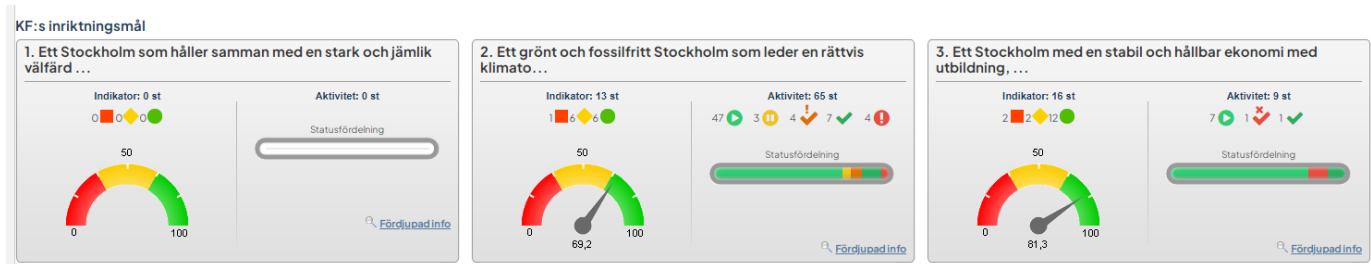 KF:s inriktningsmål
1. Ett Stockholm som håller samman med en stark och jämlik
välfärd ...
Indikator: 0 st
0 0 0
50
0
100
Aktivitet: 0 st
Statusfördelning
Fördjupad info
2. Ett grönt och fossilfritt Stockholm som leder en rättvis
klimato...
Indikator: 13 st
1 6 6
50
0
100
69,2
Aktivitet: 65 st
47 3 4 7 4
Statusfördelning
Fördjupad info
3. Ett Stockholm med en stabil och hållbar ekonomi med
utbildning, ...
Indikator: 16 st
2 2 12
50
0
100
81,3
Aktivitet: 9 st
7 1 1
Statusfördelning
Fördjupad info